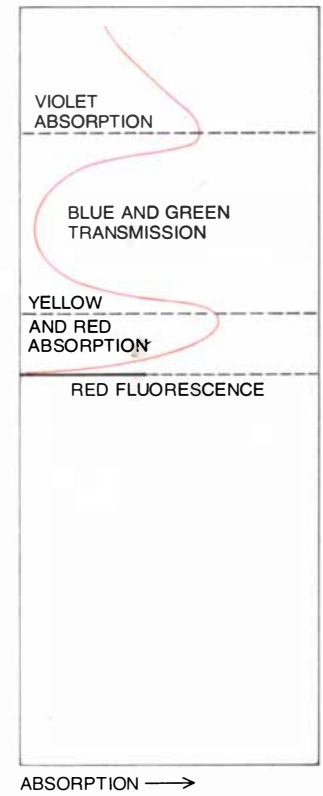 VIOLET
ABSORPTION
BLUE AND GREEN
TRANSMISSION
YELLOW
AND RED
ABSORPTION
RED FLUORESCENCE
ABSORPTION